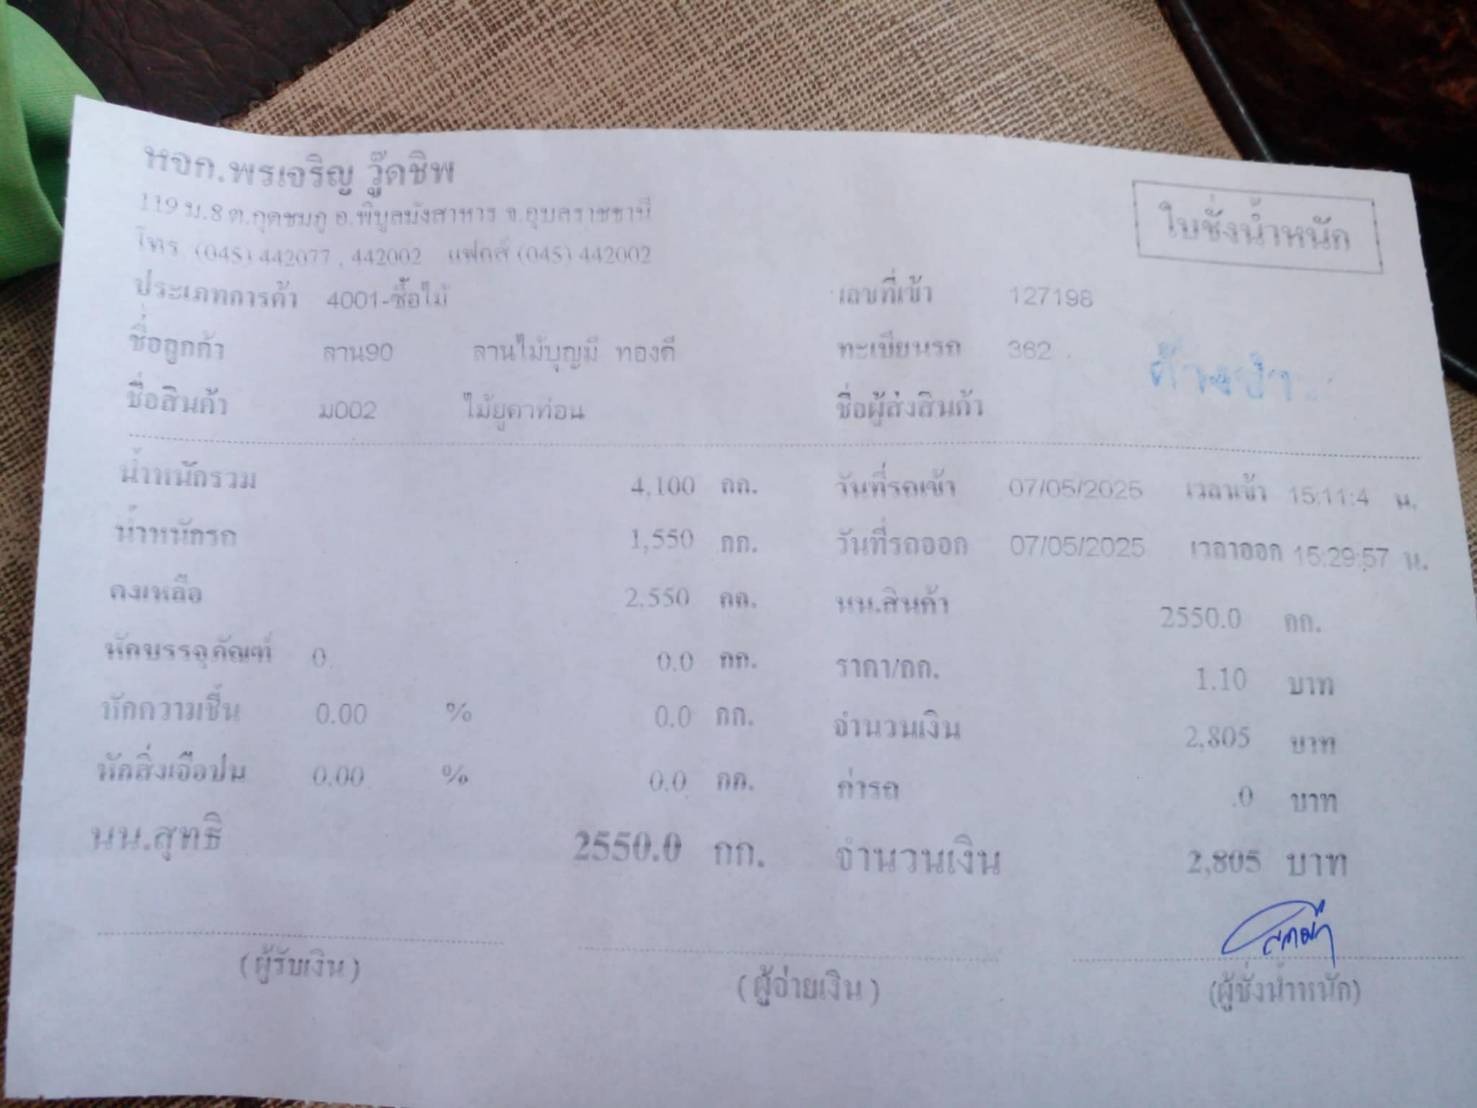 หจก.พรเจริญ วู๊ดชิพ
119 ม.8 ต.กุดชมภู อ.พิบูลมังสาหาร จ.อุบลราชธานี
ใบชั่งน้ำหนัก
โทร (045) 442077 , 442002 แฟกส์ (045) 442002
ประเภทการค้า 4001-ซื้อไม้ เลขที่เข้า 127198
ชื่อลูกค้า ลาน90 ลานไม้บุญมี ทองดี ทะเบียนรถ 362
ค้างจ่าย
ชื่อสินค้า ม002 ไม้ยูคาท่อน ชื่อผู้ส่งสินค้า
น้ำหนักรวม 4,100 กก. วันที่รถเข้า 07/05/2025 เวลาเข้า 15:11:4 น.
น้ำหนักรถ 1,550 กก. วันที่รถออก 07/05/2025 เวลาออก 15:29:57 น.
คงเหลือ 2,550 กก. นน.สินค้า 2550.0 กก.
หักบรรจุภัณฑ์ 0 0.0 กก. ราคา/กก. 1.10 บาท
หักความชื้น 0.00 % 0.0 กก. จำนวนเงิน 2,805 บาท
หักสิ่งเจือปน 0.00 % 0.0 กก. ค่ารถ .0 บาท
นน.สุทธิ 2550.0 กก. จำนวนเงิน 2,805 บาท
(ผู้รับเงิน) (ผู้จ่ายเงิน) (ผู้ชั่งน้ำหนัก)